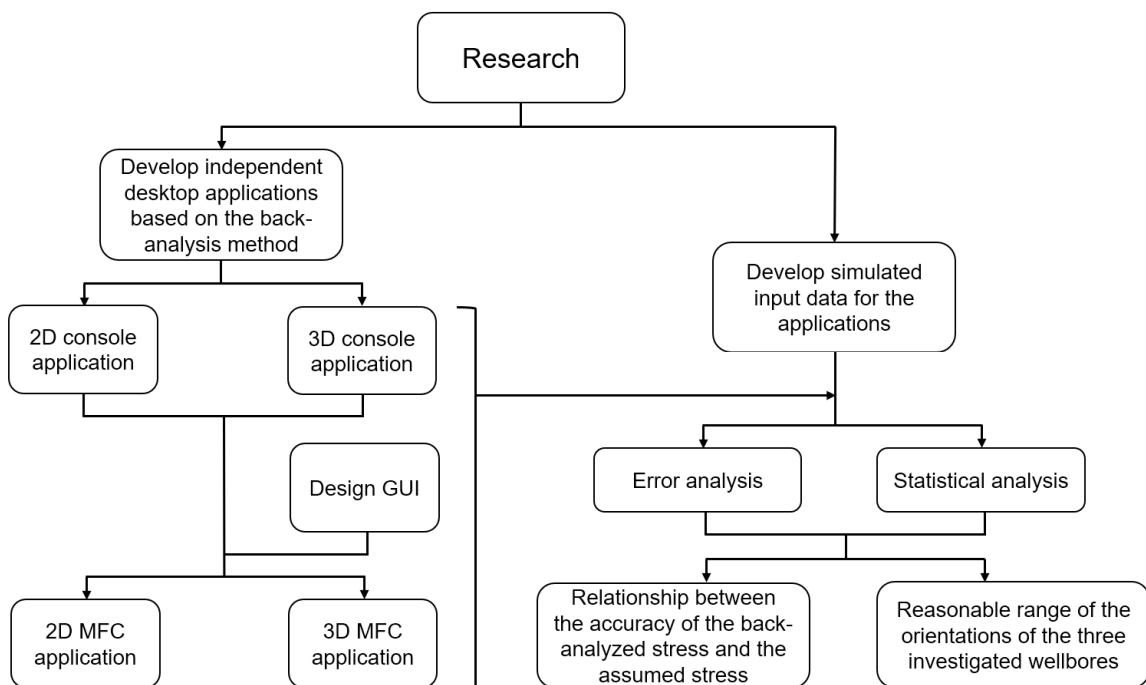 Research
Develop independent
desktop applications
based on the back-
analysis method
Develop simulated
input data for the
applications
2D console
application
3D console
application
Design GUI
Error analysis
Statistical analysis
2D MFC
application
3D MFC
application
Relationship between
the accuracy of the back-
analyzed stress and the
assumed stress
Reasonable range of the
orientations of the three
investigated wellbores